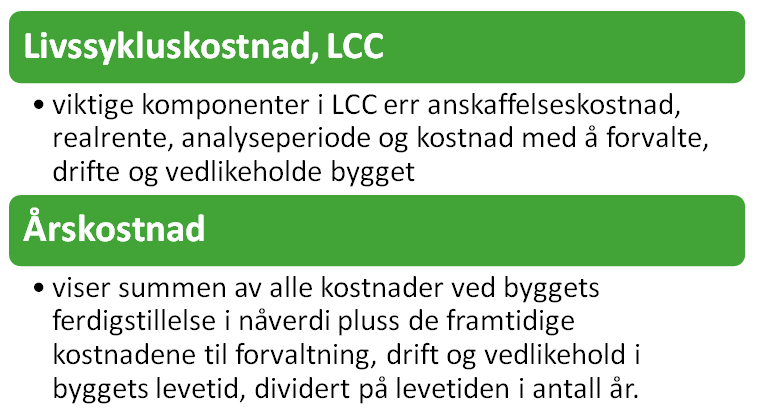 Livssykluskostnad, LCC
• viktige komponenter i LCC err anskaffelseskostnad,
realrente, analyseperiode og kostnad med å forvalte,
drifte og vedlikeholde bygget
Årskostnad
• viser summen av alle kostnader ved byggets
ferdigstillelse i nåverdi pluss de framtidige
kostnadene til forvaltning, drift og vedlikehold i
byggets levetid, dividert på levetiden i antall år.